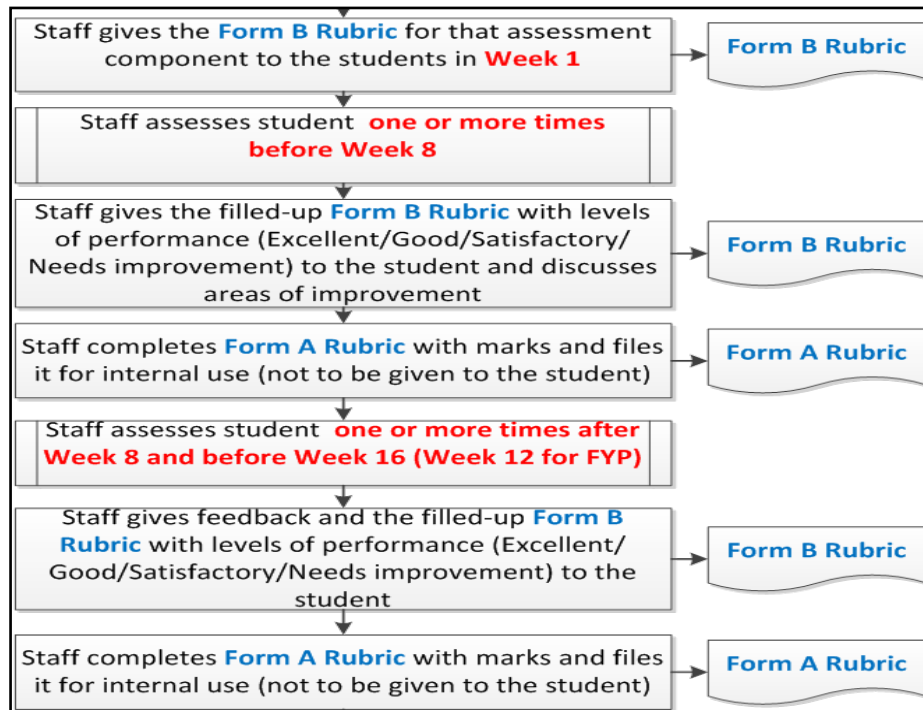 Staff gives the Form B Rubric for that assessment
component to the students in Week 1
Form B Rubric
Staff assesses student one or more times
before Week 8
Staff gives the filled-up Form B Rubric with levels
of performance (Excellent/Good/Satisfactory/
Needs improvement) to the student and discusses
areas of improvement
Form B Rubric
Staff completes Form A Rubric with marks and files
it for internal use (not to be given to the student)
Form A Rubric
Staff assesses student one or more times after
Week 8 and before Week 16 (Week 12 for FYP)
Staff gives feedback and the filled-up Form B
Rubric with levels of performance (Excellent/
Good/Satisfactory/Needs improvement) to the
student
Form B Rubric
Staff completes Form A Rubric with marks and files
it for internal use (not to be given to the student)
Form A Rubric